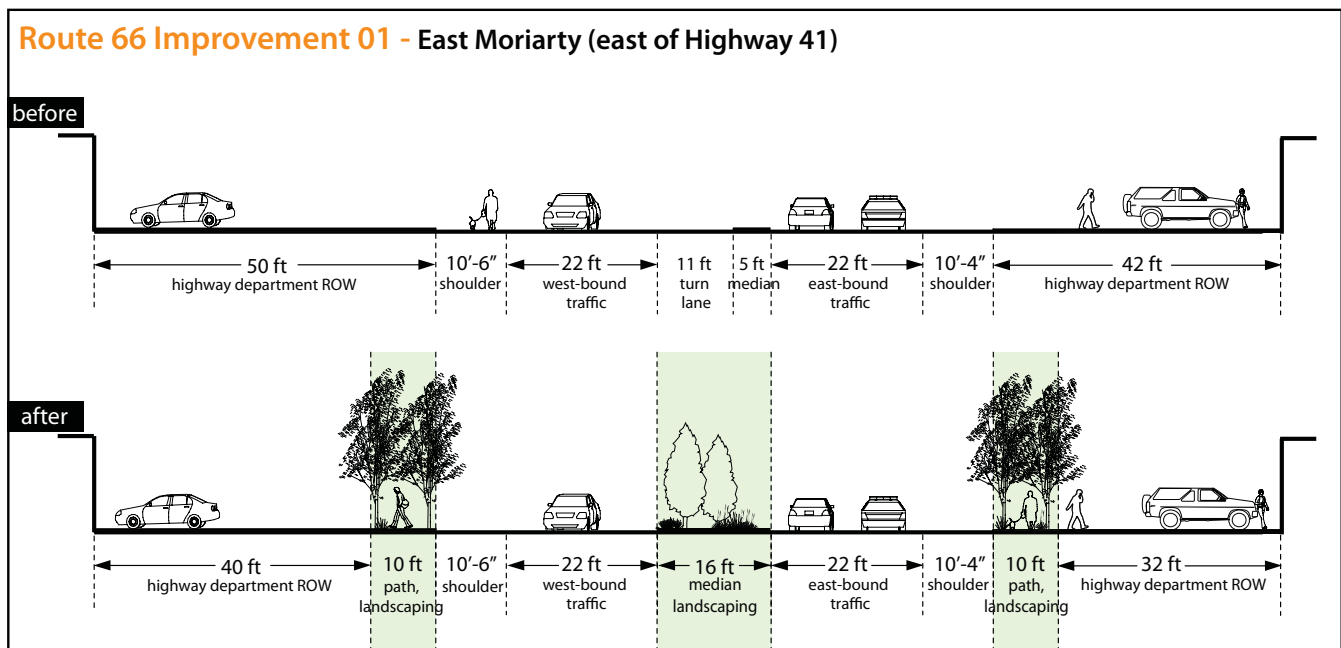 Route 66 Improvement 01 - East Moriarty (east of Highway 41)
before
50 ft
highway department ROW
10’-6”
shoulder
22 ft
west-bound
traffic
11 ft
turn
lane
5 ft
median
22 ft
east-bound
traffic
10’-4”
shoulder
42 ft
highway department ROW
after
40 ft
highway department ROW
10 ft
path,
landscaping
10’-6”
shoulder
22 ft
west-bound
traffic
16 ft
median
landscaping
22 ft
east-bound
traffic
10’-4”
shoulder
10 ft
path,
landscaping
32 ft
highway department ROW